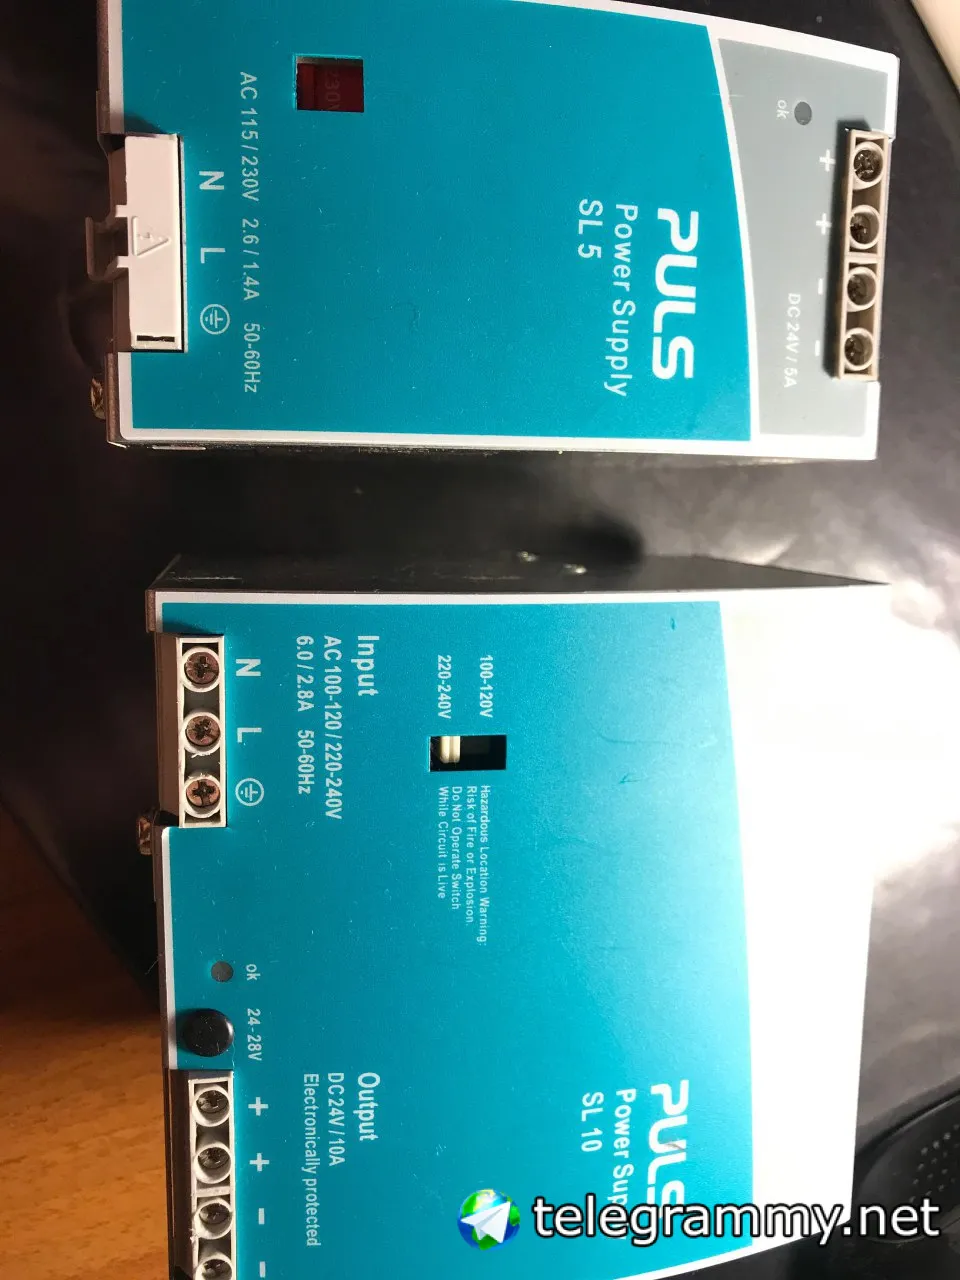 230V
AC 115 / 230V 2.6 / 1.4A 50-60Hz
N L
PULS
Power Supply
SL 5
ok
+ + - -
DC 24V / 5A
N L
Input
AC 100-120 / 220-240V
6.0 / 2.8A 50-60Hz
100-120V
220-240V
Hazardous Location Warning:
Risk of Fire or Explosion.
Do Not Operate Switch
While Circuit is Live
ok
24-28V
+ + - -
Output
DC 24V / 10A
Electronically protected
PULS
Power Sup
SL 10
telegrammy.net